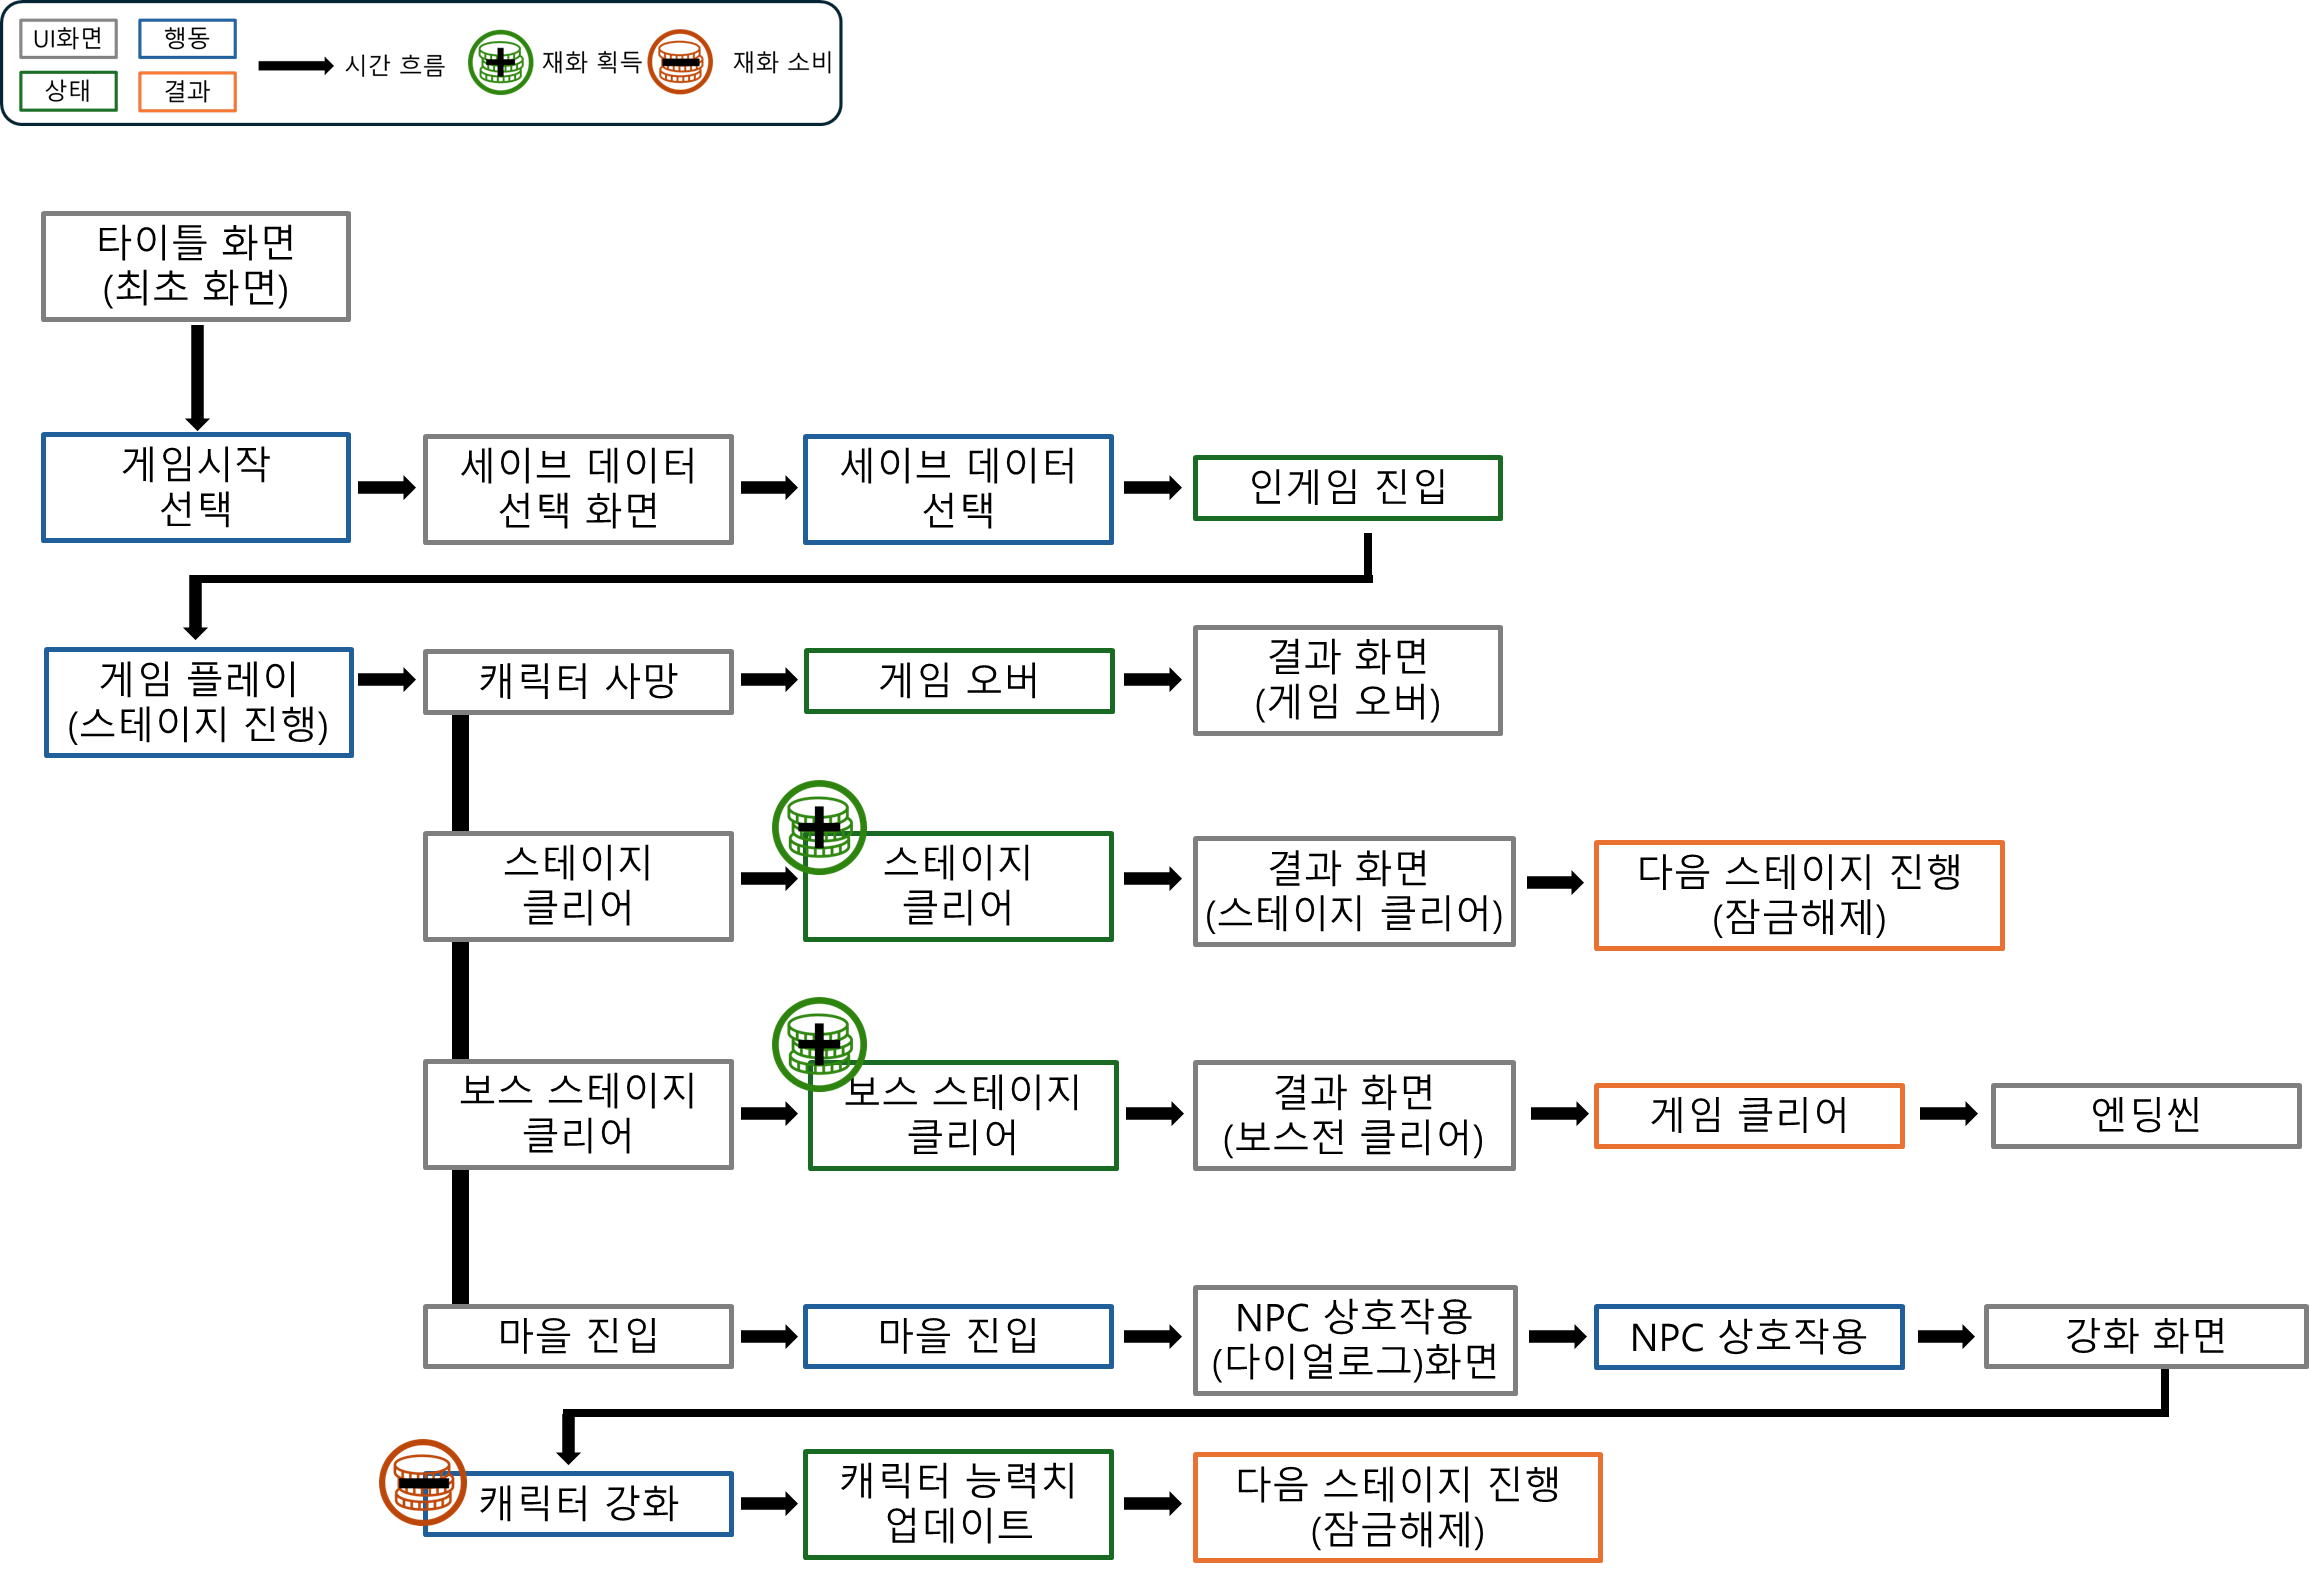 UI화면
행동
상태
결과
시간 흐름
재화 획득
재화 소비
타이틀 화면
(최초 화면)
게임시작
선택
세이브 데이터
선택 화면
세이브 데이터
선택
인게임 진입
게임 플레이
(스테이지 진행)
캐릭터 사망
게임 오버
결과 화면
(게임 오버)
스테이지
클리어
스테이지
클리어
결과 화면
(스테이지 클리어)
다음 스테이지 진행
(잠금해제)
보스 스테이지
클리어
보스 스테이지
클리어
결과 화면
(보스전 클리어)
게임 클리어
엔딩씬
마을 진입
마을 진입
NPC 상호작용
(다이얼로그)화면
NPC 상호작용
강화 화면
캐릭터 강화
캐릭터 능력치
업데이트
다음 스테이지 진행
(잠금해제)